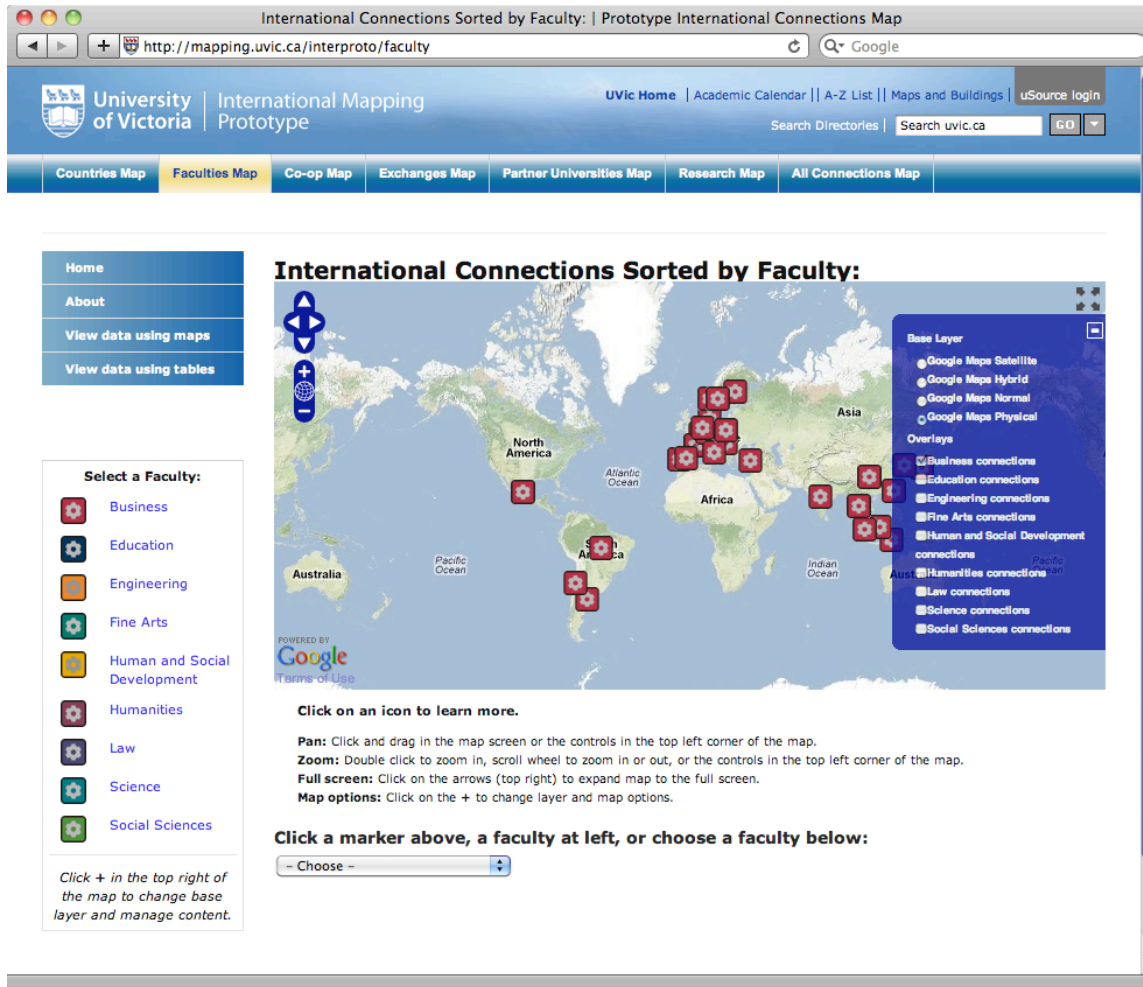 International Connections Sorted by Faculty: | Prototype International Connections Map
http://mapping.uvic.ca/interproto/faculty
Google
University of Victoria
International Mapping Prototype
UVic Home | Academic Calendar || A-Z List || Maps and Buildings | uSource login
Search Directories | Search uvic.ca GO
Countries Map Faculties Map Co-op Map Exchanges Map Partner Universities Map Research Map All Connections Map
Home
About
View data using maps
View data using tables
Select a Faculty:
Business
Education
Engineering
Fine Arts
Human and Social
Development
Humanities
Law
Science
Social Sciences
Click + in the top right of
the map to change base
layer and manage content.
International Connections Sorted by Faculty:
North
America
Atlantic
Ocean
Asia
Africa
Pacific
Ocean
Australia
Indian
Ocean
Pacific
POWERED BY
Google
Terms of Use
Base Layer
Google Maps Satellite
Google Maps Hybrid
Google Maps Normal
Google Maps Physical
Overlays
Business connections
Education connections
Engineering connections
Fine Arts connections
Human and Social Development
connections
Humanities connections
Law connections
Science connections
Social Sciences connections
Click on an icon to learn more.
Pan: Click and drag in the map screen or the controls in the top left corner of the map.
Zoom: Double click to zoom in, scroll wheel to zoom in or out, or the controls in the top left corner of the map.
Full screen: Click on the arrows (top right) to expand map to the full screen.
Map options: Click on the + to change layer and map options.
Click a marker above, a faculty at left, or choose a faculty below:
– Choose –